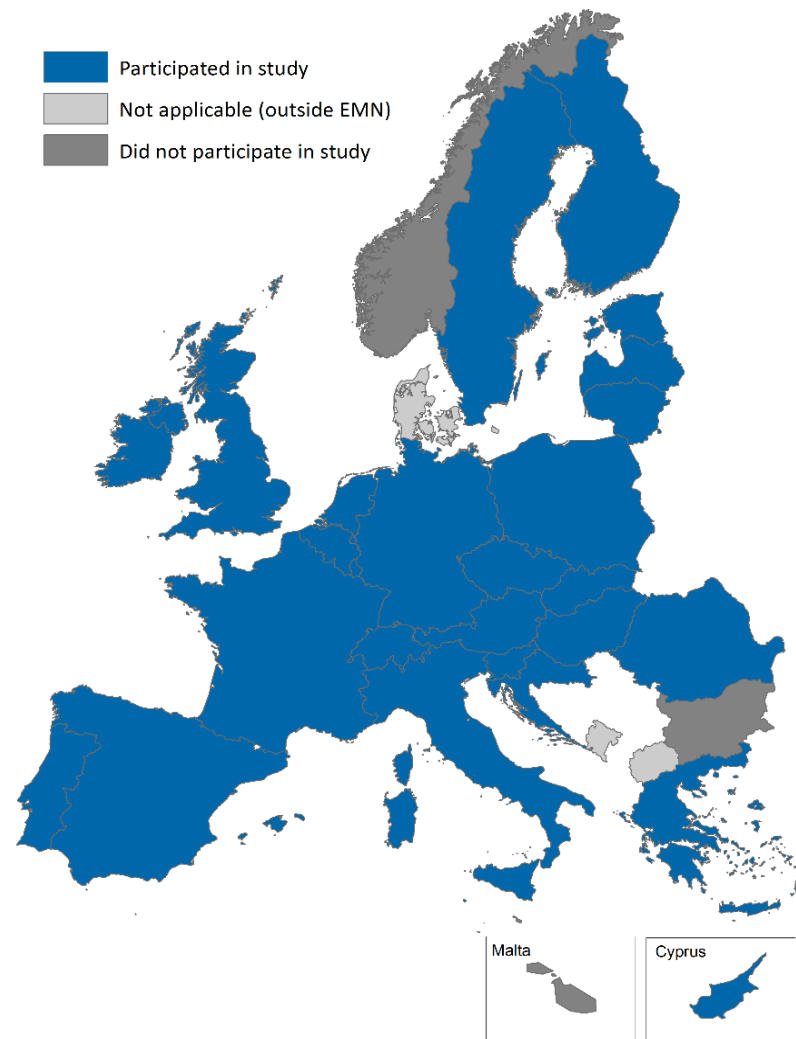 Participated in study
Not applicable (outside EMN)
Did not participate in study
Malta
Cyprus